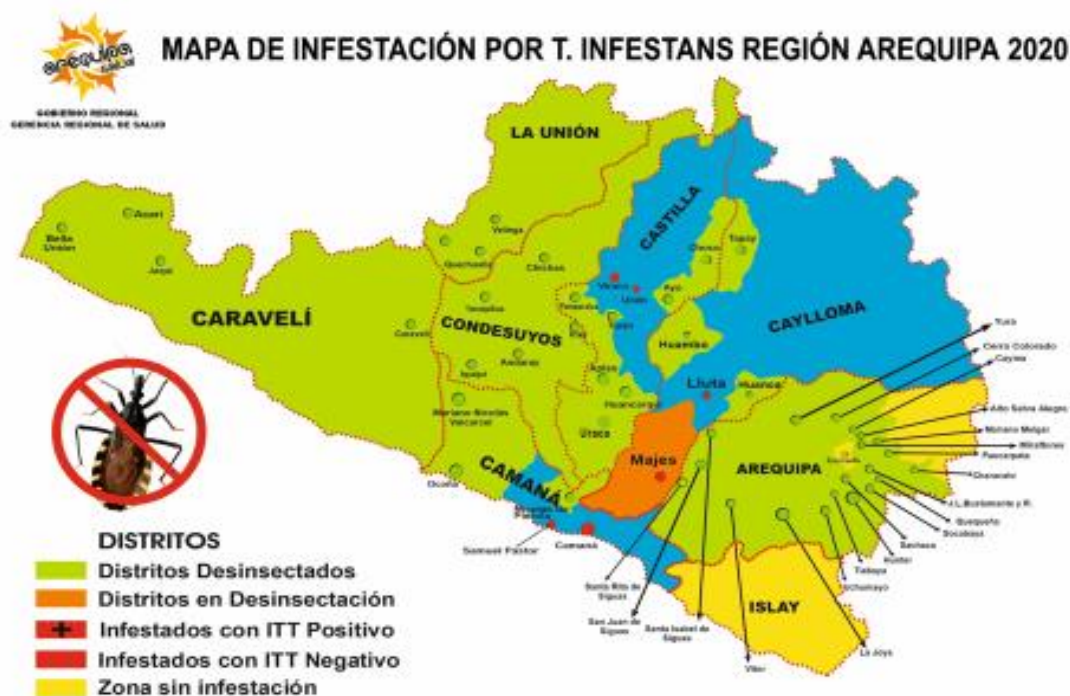 MAPA DE INFESTACIÓN POR T. INFESTANS REGIÓN AREQUIPA 2020
arequipa
GOBIERNO REGIONAL
GERENCIA REGIONAL DE SALUD
LA UNIÓN
CASTILLA
CAYLLOMA
CARAVELÍ
CONDESUYOS
CAMANÁ
AREQUIPA
ISLAY
Acarí
Bella
Unión
Jaqui
Caravelí
Chichas
Mariano Nicolás
Valcarcel
Ocoña
Choco
Tapay
Viraco
Ayo
Huambo
Lluta
Huanca
Aplao
Huancarqui
Uraca
Majes
Samuel Pastor
Camaná
Yura
Cerro Colorado
Cayma
Alto Selva Alegre
Mariano Melgar
Miraflores
Paucarpata
Characato
J.L.Bustamante y R.
Quequeña
Socabaya
Sachaca
Hunter
Tiabaya
Uchumayo
La Joya
Vitor
Santa Isabel de
Siguas
San Juan de
Siguas
Santa Rita de
Siguas
DISTRITOS
Distritos Desinsectados
Distritos en Desinsectación
Infestados con ITT Positivo
Infestados con ITT Negativo
Zona sin infestación